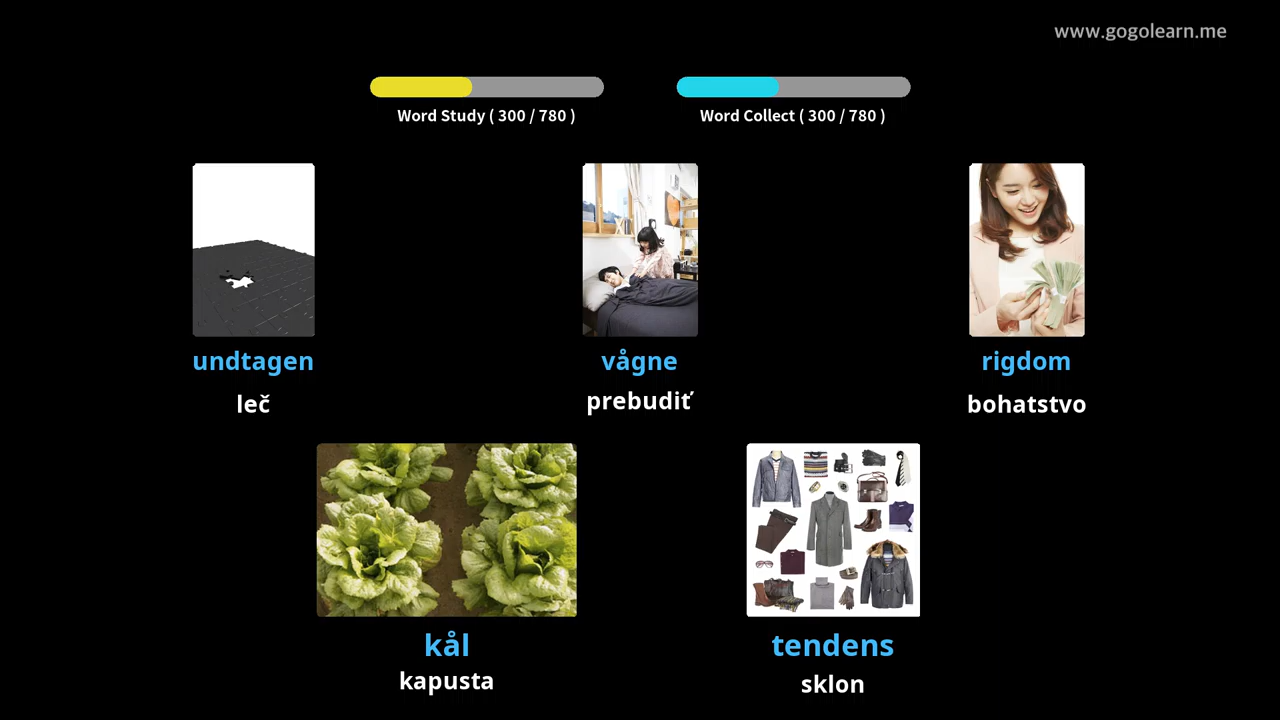 www.gogolearn.me
Word Study ( 300 / 780 )
Word Collect ( 300 / 780 )
undtagen
leč
vågne
prebudiť
rigdom
bohatstvo
kål
kapusta
tendens
sklon